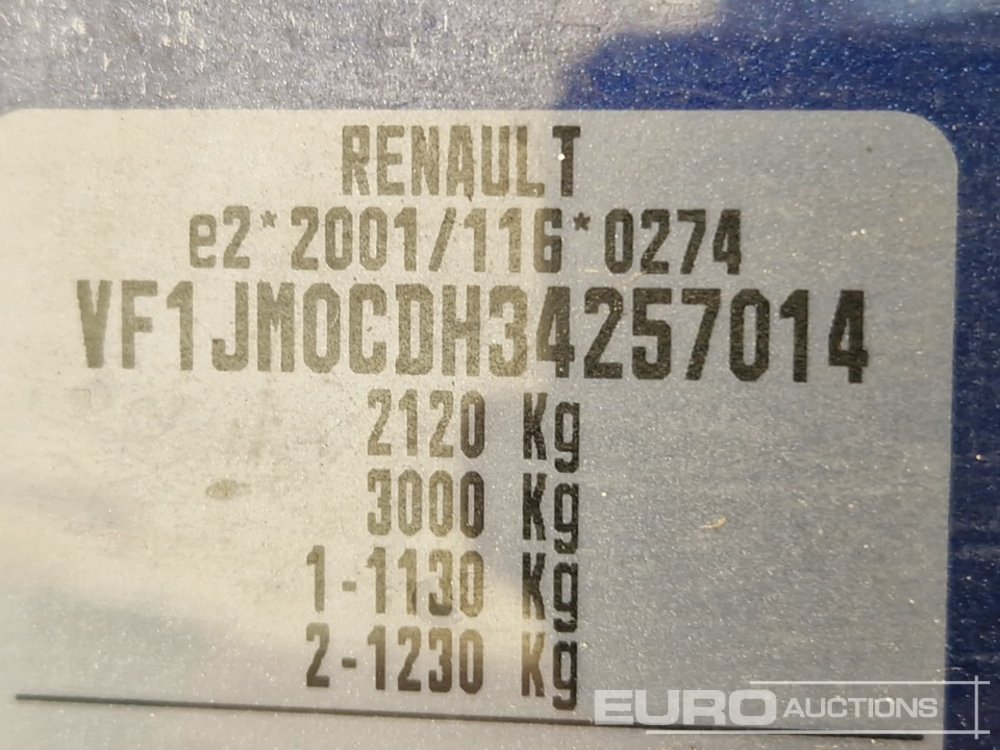 RENAULT
e2*2001/116*0274
VF1JM0CDH34257014
2120 Kg
3000 Kg
1-1130 Kg
2-1230 Kg
EURO AUCTIONS